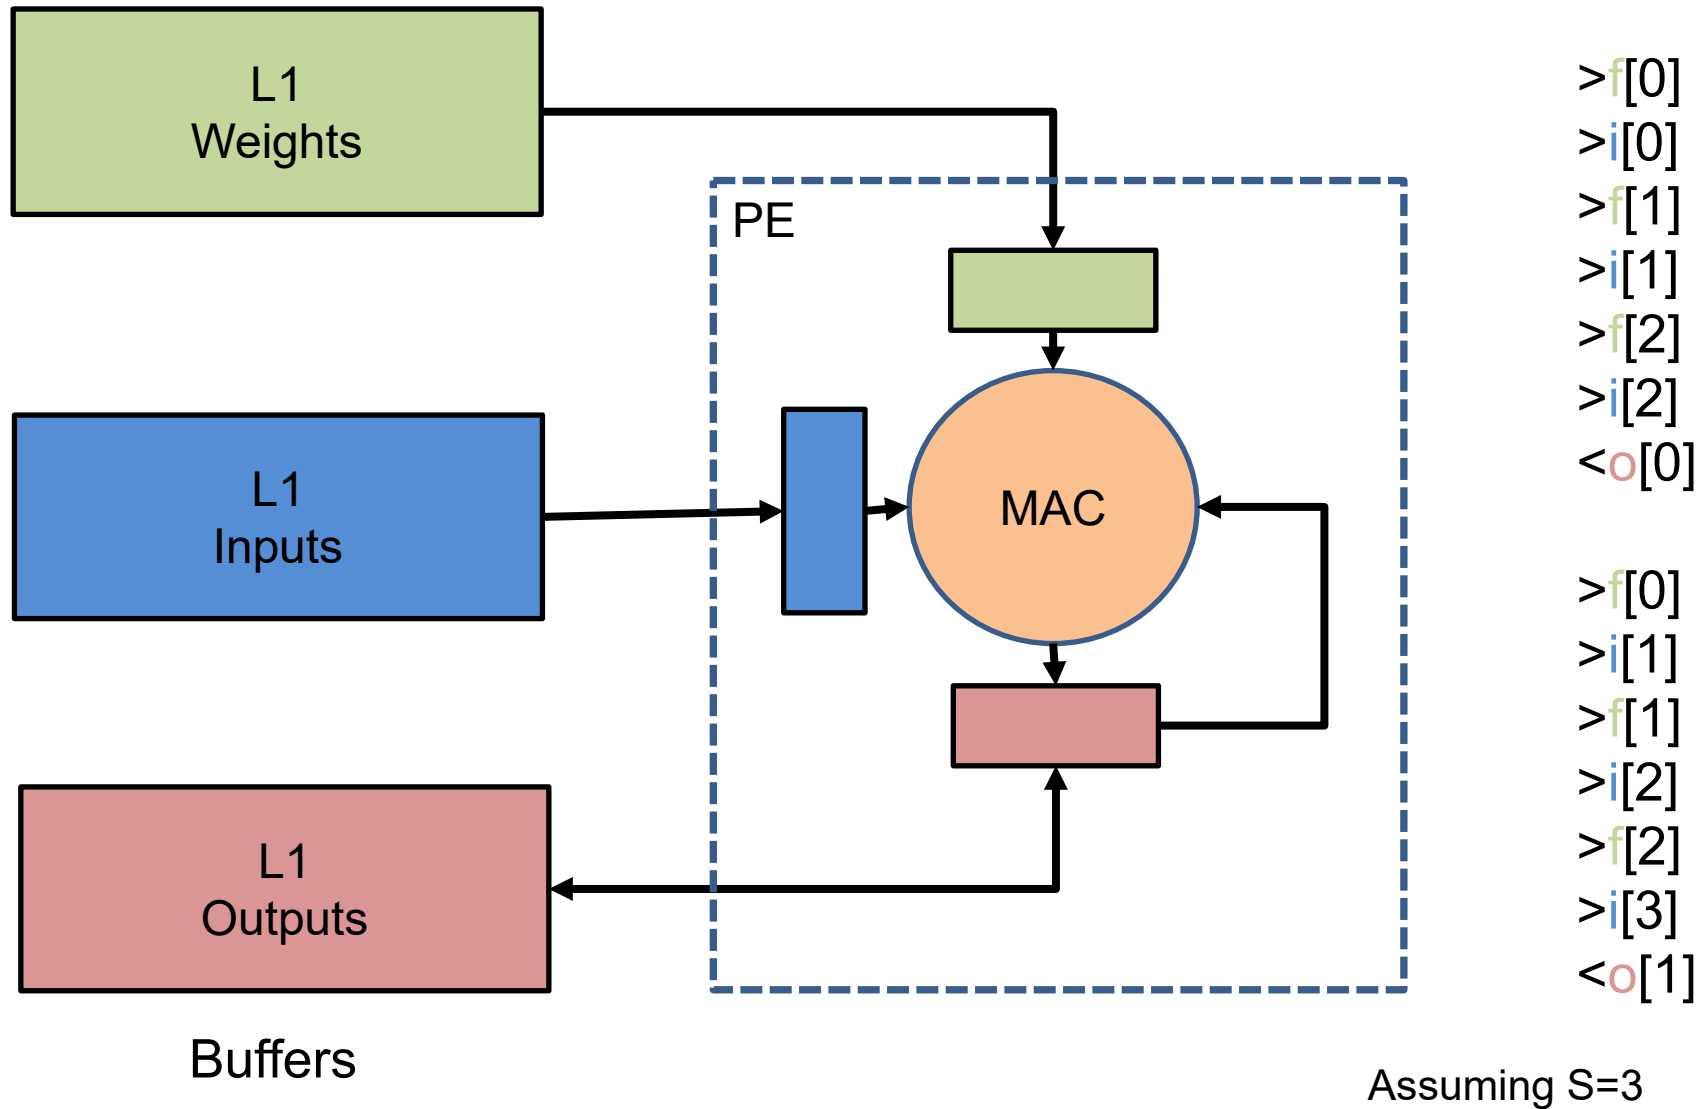 L1
Weights
PE
L1
Inputs
MAC
L1
Outputs
Buffers
>f[0]
>i[0]
>f[1]
>i[1]
>f[2]
>i[2]
<o[0]
>f[0]
>i[1]
>f[1]
>i[2]
>f[2]
>i[3]
<o[1]
Assuming S=3